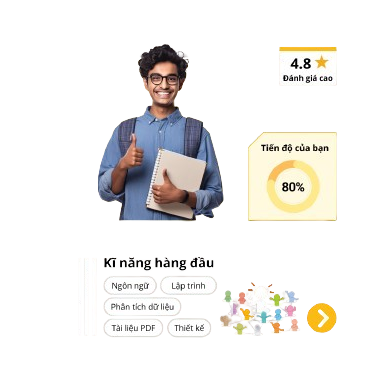 4.8
Đánh giá cao
Tiến độ của bạn
80%
Kĩ năng hàng đầu
Ngôn ngữ
Lập trình
Phân tích dữ liệu
Tài liệu PDF
Thiết kế